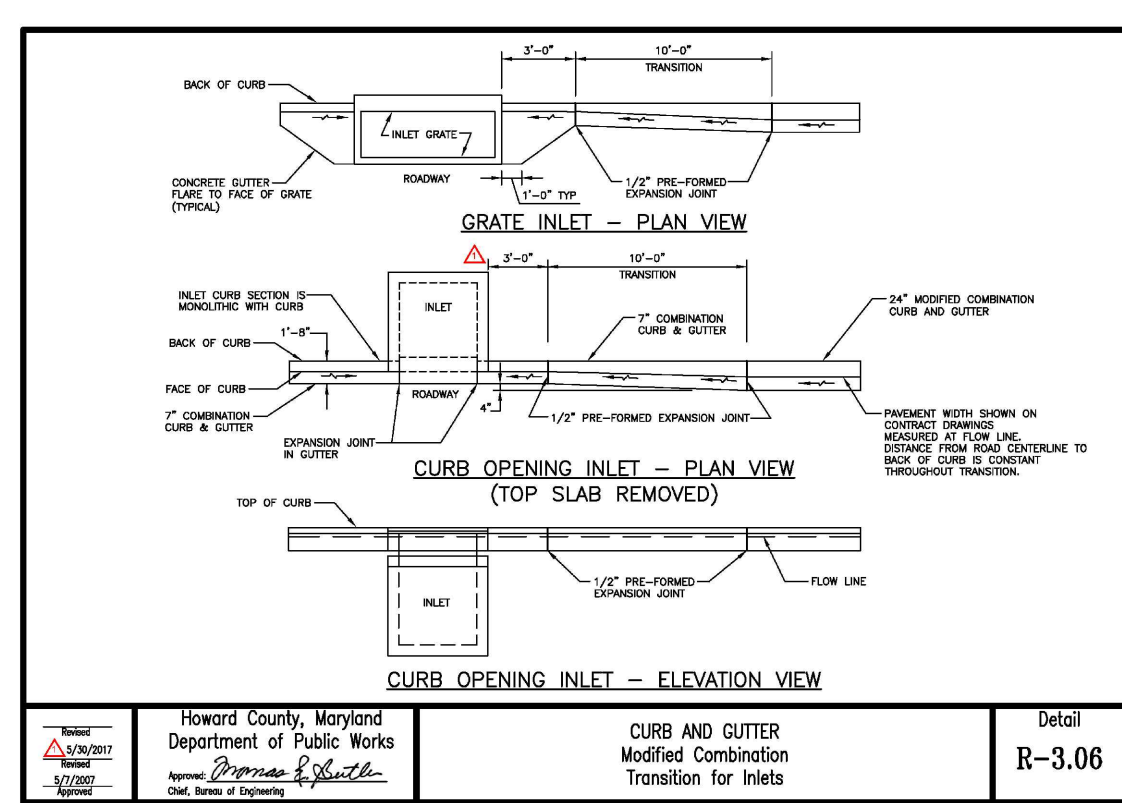 3'-0"
10'-0"
TRANSITION
BACK OF CURB
INLET GRATE
CONCRETE GUTTER
FLARE TO FACE OF GRATE
(TYPICAL)
ROADWAY
1'-0" TYP
1/2" PRE-FORMED
EXPANSION JOINT
GRATE INLET – PLAN VIEW
1
3'-0"
10'-0"
TRANSITION
INLET CURB SECTION IS
MONOLITHIC WITH CURB
INLET
7" COMBINATION
CURB & GUTTER
24" MODIFIED COMBINATION
CURB AND GUTTER
1'-8"
BACK OF CURB
FACE OF CURB
7" COMBINATION
CURB & GUTTER
ROADWAY
4"
1/2" PRE-FORMED EXPANSION JOINT
EXPANSION JOINT
IN GUTTER
PAVEMENT WIDTH SHOWN ON
CONTRACT DRAWINGS
MEASURED AT FLOW LINE.
DISTANCE FROM ROAD CENTERLINE TO
BACK OF CURB IS CONSTANT
THROUGHOUT TRANSITION.
CURB OPENING INLET – PLAN VIEW
(TOP SLAB REMOVED)
TOP OF CURB
INLET
1/2" PRE-FORMED
EXPANSION JOINT
FLOW LINE
CURB OPENING INLET – ELEVATION VIEW
Revised
1 5/30/2017
Revised
5/7/2007
Approved
Howard County, Maryland
Department of Public Works
Approved: Thomas E. Butler
Chief, Bureau of Engineering
CURB AND GUTTER
Modified Combination
Transition for Inlets
Detail
R-3.06